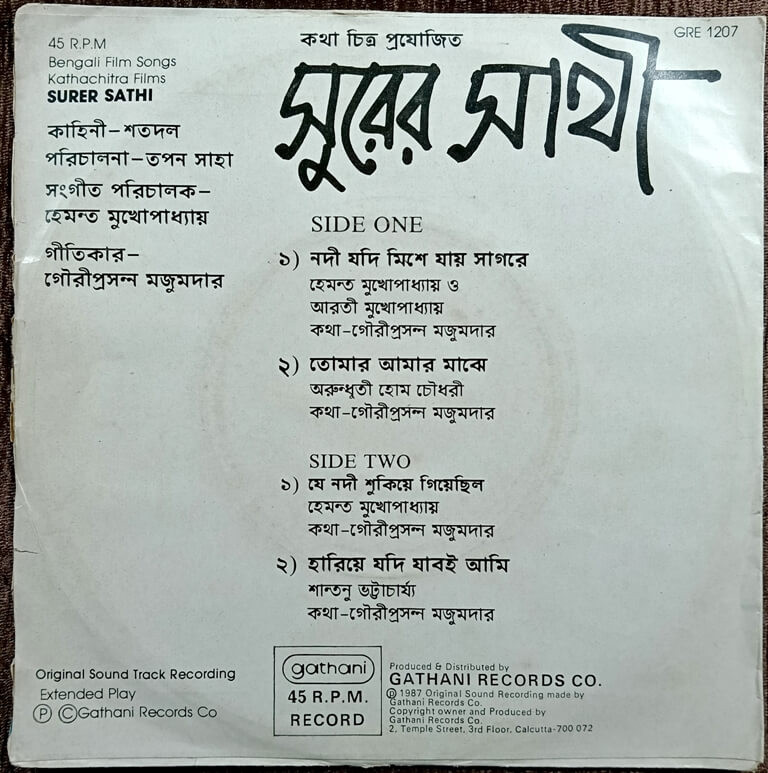 45 R.P.M
Bengali Film Songs
Kathachitra Films
SURER SATHI
কাহিনী–শতদল
পরিচালনা–তপন সাহা
সংগীত পরিচালক–
হেমন্ত মুখোপাধ্যায়
গীতিকার–
গৌরীপ্রসন্ন মজুমদার
কথা চিত্র প্রযোজিত
GRE 1207
সুরের সাথী
SIDE ONE
১) নদী যদি মিশে যায় সাগরে
হেমন্ত মুখোপাধ্যায় ও
আরতী মুখোপাধ্যায়
কথা–গৌরীপ্রসন্ন মজুমদার
২) তোমার আমার মাঝে
অরুন্ধুতী হোম চৌধরী
কথা–গৌরীপ্রসন্ন মজুমদার
SIDE TWO
১) যে নদী শুকিয়ে গিয়েছিল
হেমন্ত মুখোপাধ্যায়
কথা–গৌরীপ্রসন্ন মজুমদার
২) হারিয়ে যদি যাবই আমি
শান্তনু ভট্টাচার্য্য
কথা–গৌরীপ্রসন্ন মজুমদার
Original Sound Track Recording
Extended Play
Ⓟ ©Gathani Records Co
gathani
45 R.P.M.
RECORD
Produced & Distributed by
GATHANI RECORDS CO.
Ⓟ 1987 Original Sound Recording made by
Gathani Records Co.
Copyright owner and Produced by
Gathani Records Co.
2, Temple Street, 3rd Floor, Calcutta-700 072